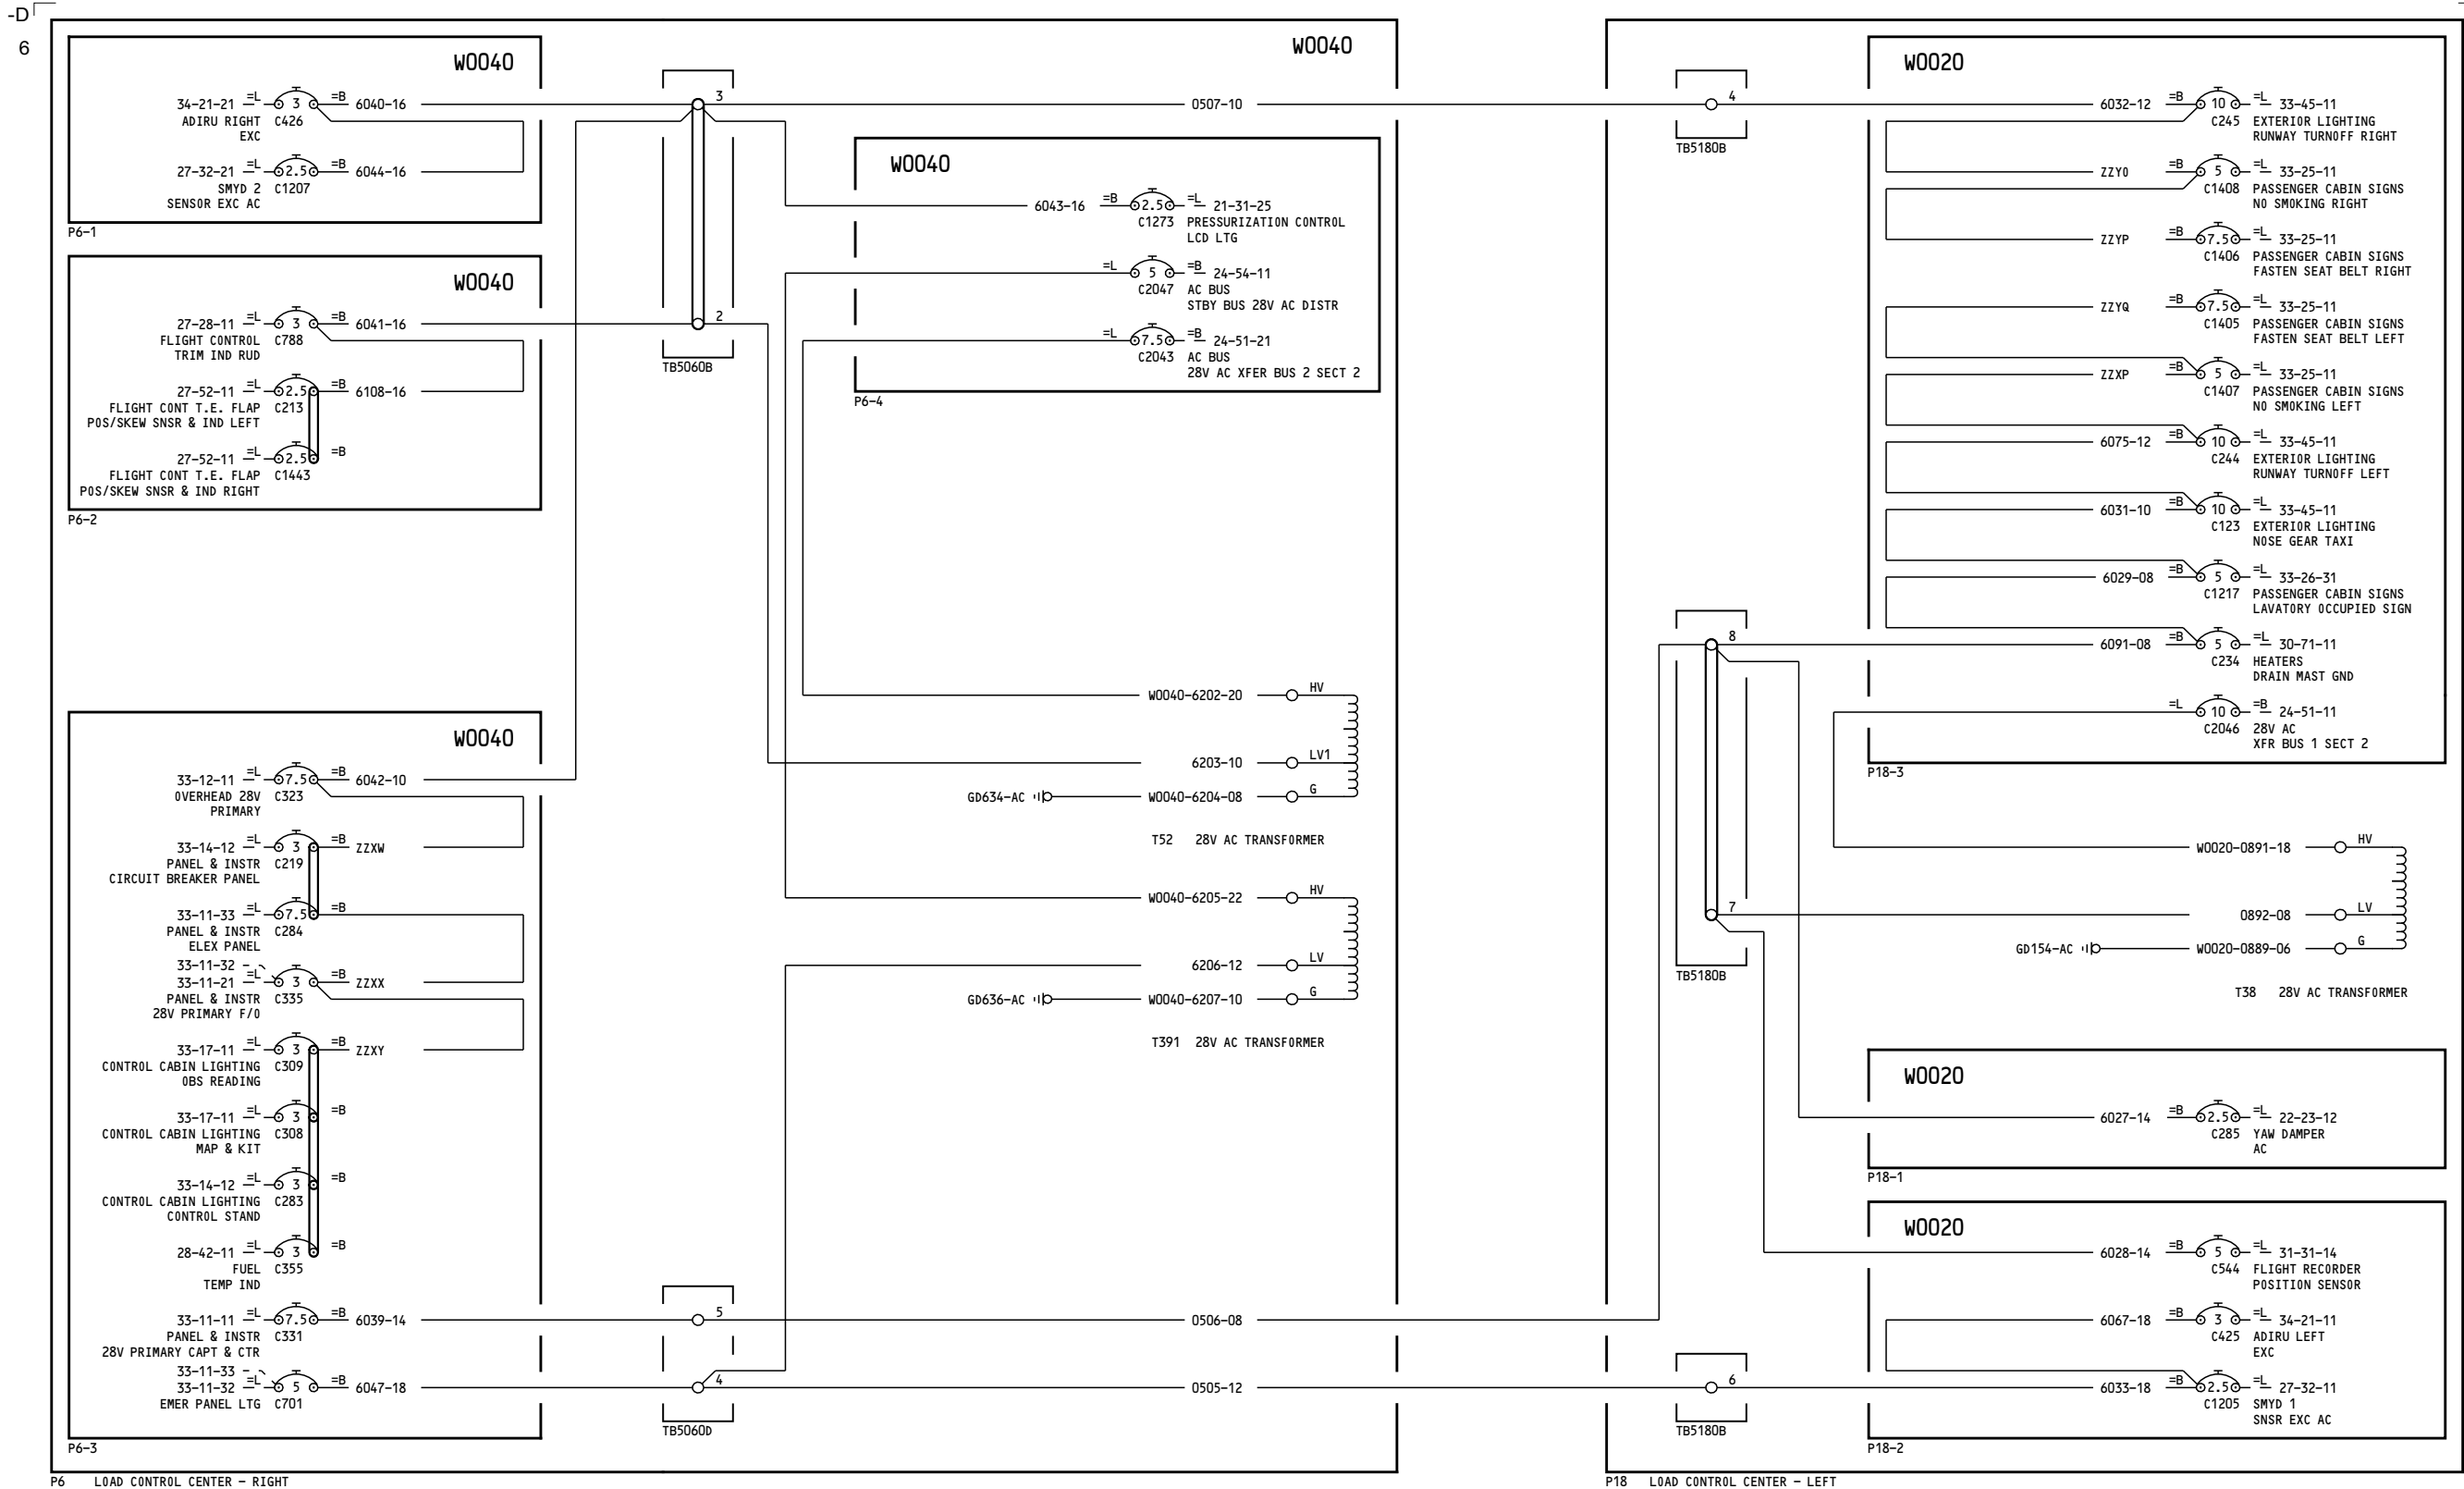 -D
6
W0040
34-21-21 =L 3 =B 6040-16
ADIRU RIGHT C426
EXC
27-32-21 =L 2.5 =B 6044-16
SMYD 2 C1207
SENSOR EXC AC
P6-1
W0040
27-28-11 =L 3 =B 6041-16
FLIGHT CONTROL C788
TRIM IND RUD
27-52-11 =L 2.5 =B 6108-16
FLIGHT CONT T.E. FLAP C213
POS/SKEW SNSR & IND LEFT
27-52-11 =L 2.5 =B
FLIGHT CONT T.E. FLAP C1443
POS/SKEW SNSR & IND RIGHT
P6-2
W0040
33-12-11 =L 7.5 =B 6042-10
OVERHEAD 28V C323
PRIMARY
33-14-12 =L 3 =B ZZXW
PANEL & INSTR C219
CIRCUIT BREAKER PANEL
33-11-33 =L 7.5 =B
PANEL & INSTR C284
ELEX PANEL
33-11-32
33-11-21 =L 3 =B ZZXX
PANEL & INSTR C335
28V PRIMARY F/O
33-17-11 =L 3 =B ZZXY
CONTROL CABIN LIGHTING C309
OBS READING
33-17-11 =L 3 =B
CONTROL CABIN LIGHTING C308
MAP & KIT
33-14-12 =L 3 =B
CONTROL CABIN LIGHTING C283
CONTROL STAND
28-42-11 =L 3 =B
FUEL C355
TEMP IND
33-11-11 =L 7.5 =B 6039-14
PANEL & INSTR C331
28V PRIMARY CAPT & CTR
33-11-33
33-11-32 =L 5 =B 6047-18
EMER PANEL LTG C701
P6-3
P6 LOAD CONTROL CENTER - RIGHT
W0040
3
2
TB5060B
0507-10
W0040
6043-16 =B 2.5 =L 21-31-25
C1273 PRESSURIZATION CONTROL
LCD LTG
=L 5 =B 24-54-11
C2047 AC BUS
STBY BUS 28V AC DISTR
=L 7.5 =B 24-51-21
C2043 AC BUS
28V AC XFER BUS 2 SECT 2
P6-4
W0040-6202-20 HV
6203-10 LV1
GD634-AC W0040-6204-08 G
T52 28V AC TRANSFORMER
W0040-6205-22 HV
6206-12 LV
GD636-AC W0040-6207-10 G
T391 28V AC TRANSFORMER
5
0506-08
4
0505-12
TB5060D
4
TB5180B
8
7
TB5180B
6
TB5180B
W0020
6032-12 =B 10 =L 33-45-11
C245 EXTERIOR LIGHTING
RUNWAY TURNOFF RIGHT
ZZYO =B 5 =L 33-25-11
C1408 PASSENGER CABIN SIGNS
NO SMOKING RIGHT
ZZYP =B 7.5 =L 33-25-11
C1406 PASSENGER CABIN SIGNS
FASTEN SEAT BELT RIGHT
ZZYQ =B 7.5 =L 33-25-11
C1405 PASSENGER CABIN SIGNS
FASTEN SEAT BELT LEFT
ZZXP =B 5 =L 33-25-11
C1407 PASSENGER CABIN SIGNS
NO SMOKING LEFT
6075-12 =B 10 =L 33-45-11
C244 EXTERIOR LIGHTING
RUNWAY TURNOFF LEFT
6031-10 =B 10 =L 33-45-11
C123 EXTERIOR LIGHTING
NOSE GEAR TAXI
6029-08 =B 5 =L 33-26-31
C1217 PASSENGER CABIN SIGNS
LAVATORY OCCUPIED SIGN
6091-08 =B 5 =L 30-71-11
C234 HEATERS
DRAIN MAST GND
=L 10 =B 24-51-11
C2046 28V AC
XFR BUS 1 SECT 2
P18-3
W0020-0891-18 HV
0892-08 LV
GD154-AC W0020-0889-06 G
T38 28V AC TRANSFORMER
W0020
6027-14 =B 2.5 =L 22-23-12
C285 YAW DAMPER
AC
P18-1
W0020
6028-14 =B 5 =L 31-31-14
C544 FLIGHT RECORDER
POSITION SENSOR
6067-18 =B 3 =L 34-21-11
C425 ADIRU LEFT
EXC
6033-18 =B 2.5 =L 27-32-11
C1205 SMYD 1
SNSR EXC AC
P18-2
P18 LOAD CONTROL CENTER - LEFT